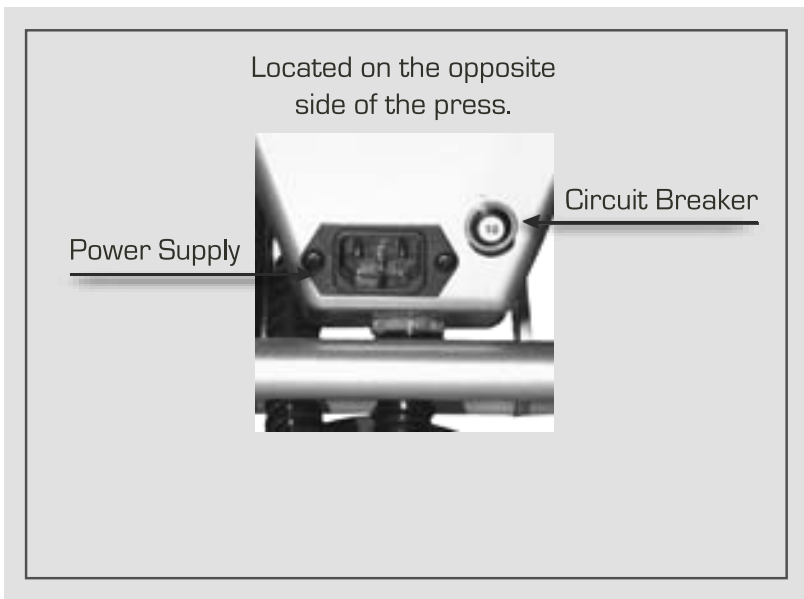 Located on the opposite
side of the press.
Circuit Breaker
Power Supply